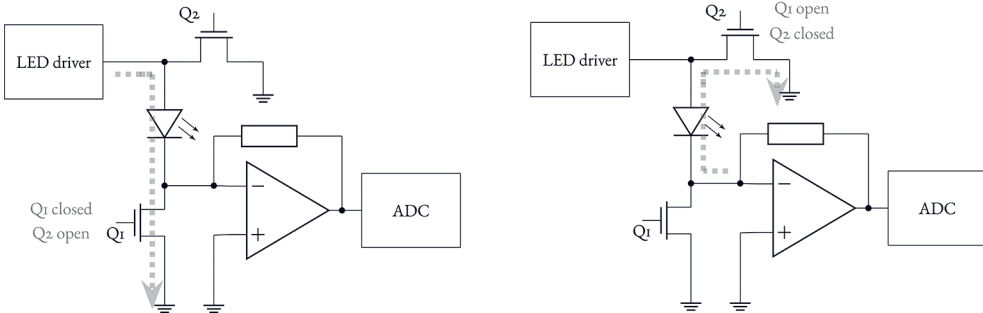 Q2
LED driver
Q1 closed
Q2 open
Q1
−
+
ADC
Q2
Q1 open
Q2 closed
LED driver
Q1
−
+
ADC